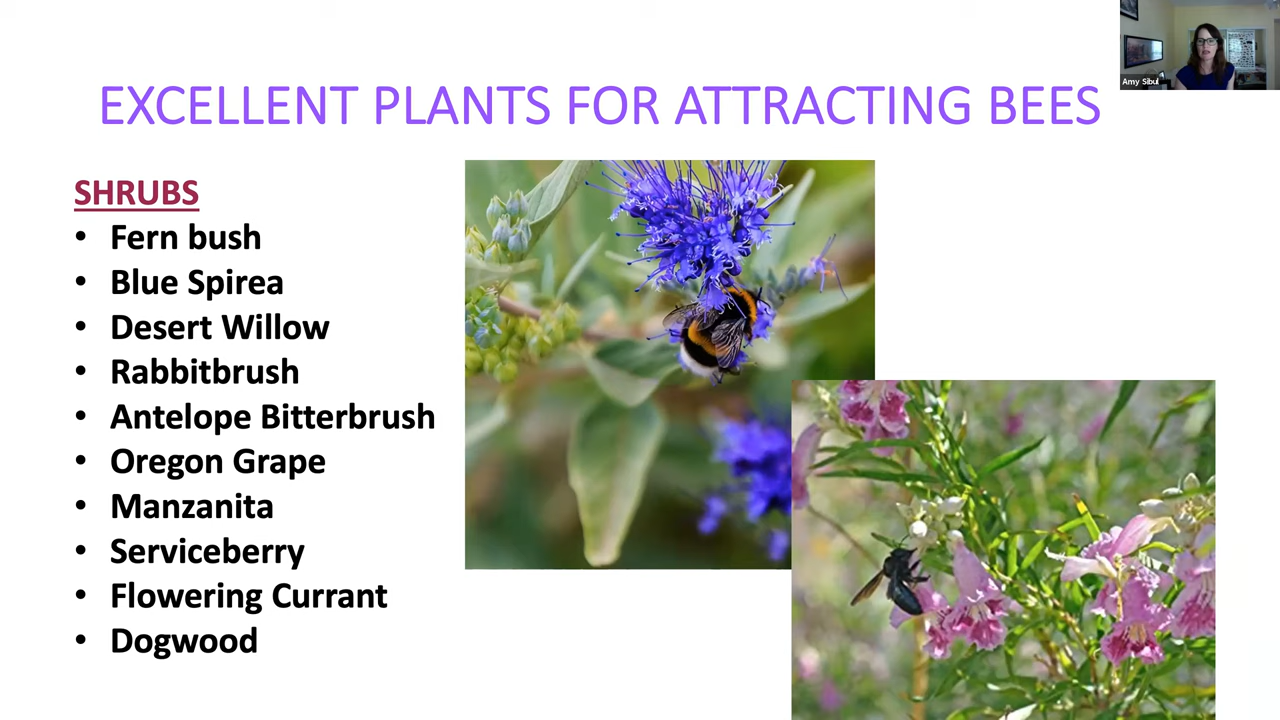 Amy Sibul
EXCELLENT PLANTS FOR ATTRACTING BEES
SHRUBS
• Fern bush
• Blue Spirea
• Desert Willow
• Rabbitbrush
• Antelope Bitterbrush
• Oregon Grape
• Manzanita
• Serviceberry
• Flowering Currant
• Dogwood